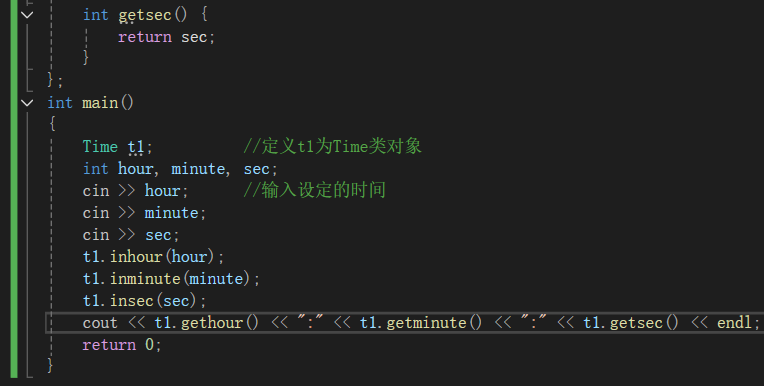 int getsec() {
return sec;
}
};
int main()
{
Time t1; //定义t1为Time类对象
int hour, minute, sec;
cin >> hour; //输入设定的时间
cin >> minute;
cin >> sec;
t1.inhour(hour);
t1.inminute(minute);
t1.insec(sec);
cout << t1.gethour() << ":" << t1.getminute() << ":" << t1.getsec() << endl;
return 0;
}